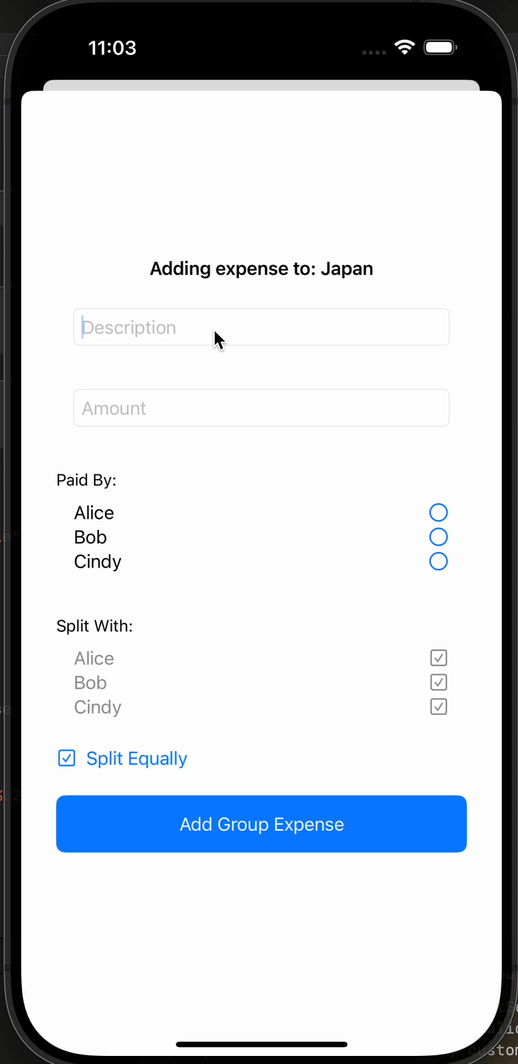 11:03
Adding expense to: Japan
Description
Amount
Paid By:
Alice
Bob
Cindy
Split With:
Alice
Bob
Cindy
Split Equally
Add Group Expense